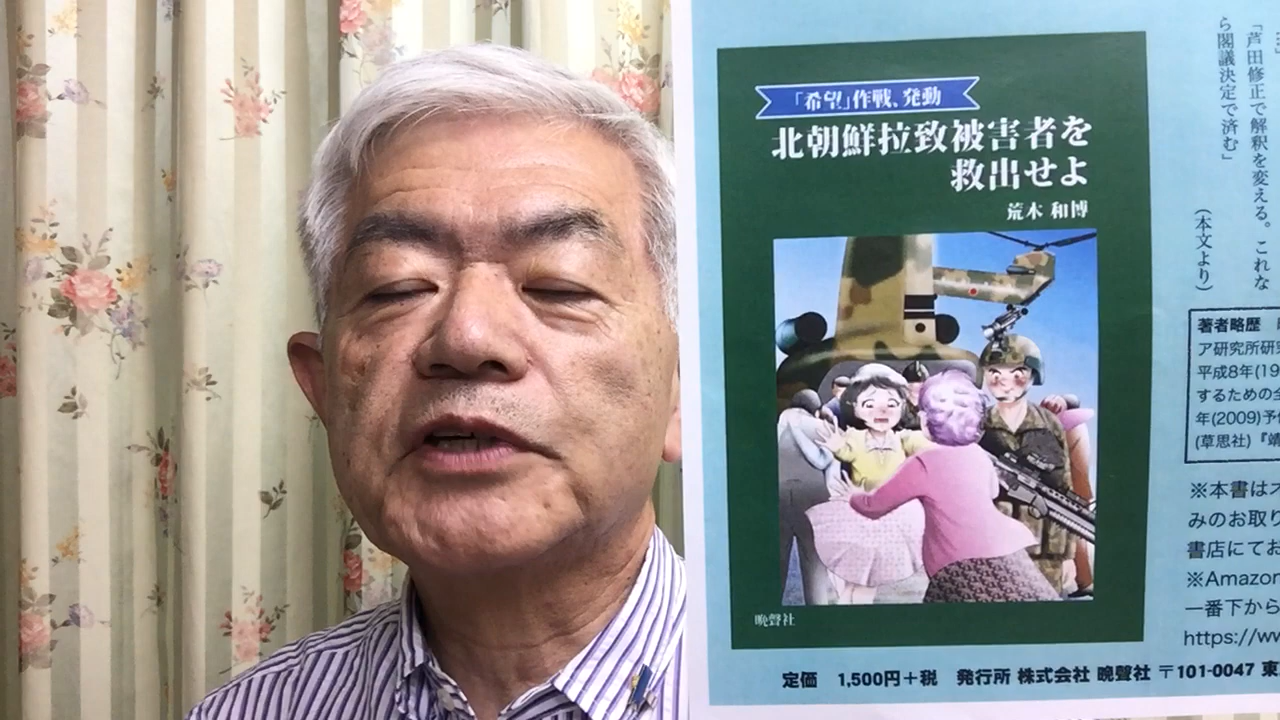 「希望」作戦、発動
北朝鮮拉致被害者を
救出せよ
荒木 和博
晩聲社
「芦田修正で解釈を変える。これな
ら閣議決定で済む」
(本文より)
著者略歴
ア研究所研究
平成8年(19
するための全
年(2009)予
(草思社)『
※本書は
みのお取り
書店にてお
※Amazon
一番下から
https://ww
定価 1,500円+税 発行所 株式会社 晩聲社 〒101-0047 東